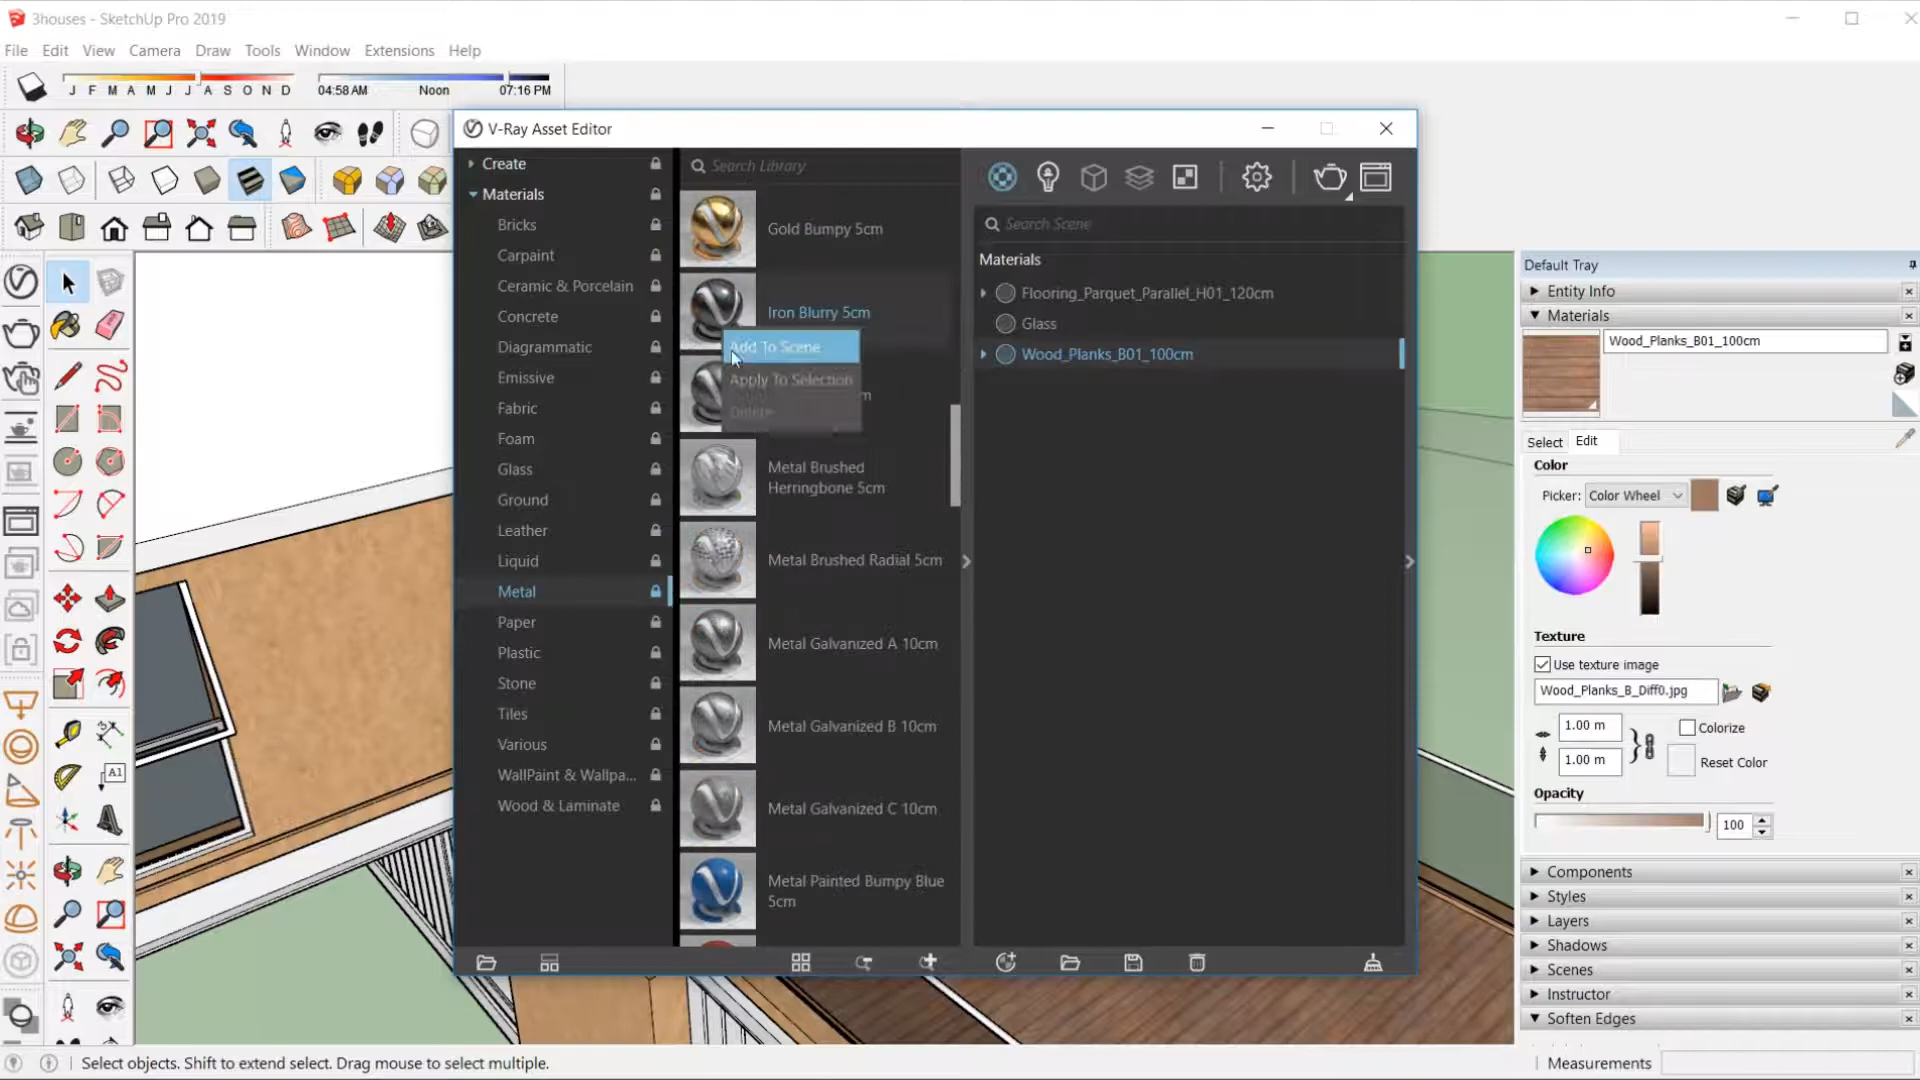 3houses - SketchUp Pro 2019
File Edit View Camera Draw Tools Window Extensions Help
J F M A M J J A S O N D
04:58 AM Noon 07:16 PM
V-Ray Asset Editor
Create
Materials
Bricks
Carpaint
Ceramic & Porcelain
Concrete
Diagrammatic
Emissive
Fabric
Foam
Glass
Ground
Leather
Liquid
Metal
Paper
Plastic
Stone
Tiles
Various
WallPaint & Wallpa...
Wood & Laminate
Search Library
Gold Bumpy 5cm
Iron Blurry 5cm
Add To Scene
Apply To Selection
Delete
Metal Brushed
Herringbone 5cm
Metal Brushed Radial 5cm
Metal Galvanized A 10cm
Metal Galvanized B 10cm
Metal Galvanized C 10cm
Metal Painted Bumpy Blue
5cm
Search Scene
Materials
Flooring_Parquet_Parallel_H01_120cm
Glass
Wood_Planks_B01_100cm
Default Tray
Entity Info
Materials
Wood_Planks_B01_100cm
Select Edit
Color
Picker: Color Wheel
Texture
Use texture image
Wood_Planks_B_Diff0.jpg
1.00 m
Colorize
1.00 m
Reset Color
Opacity
100
Components
Styles
Layers
Shadows
Scenes
Instructor
Soften Edges
A1
Select objects. Shift to extend select. Drag mouse to select multiple.
Measurements